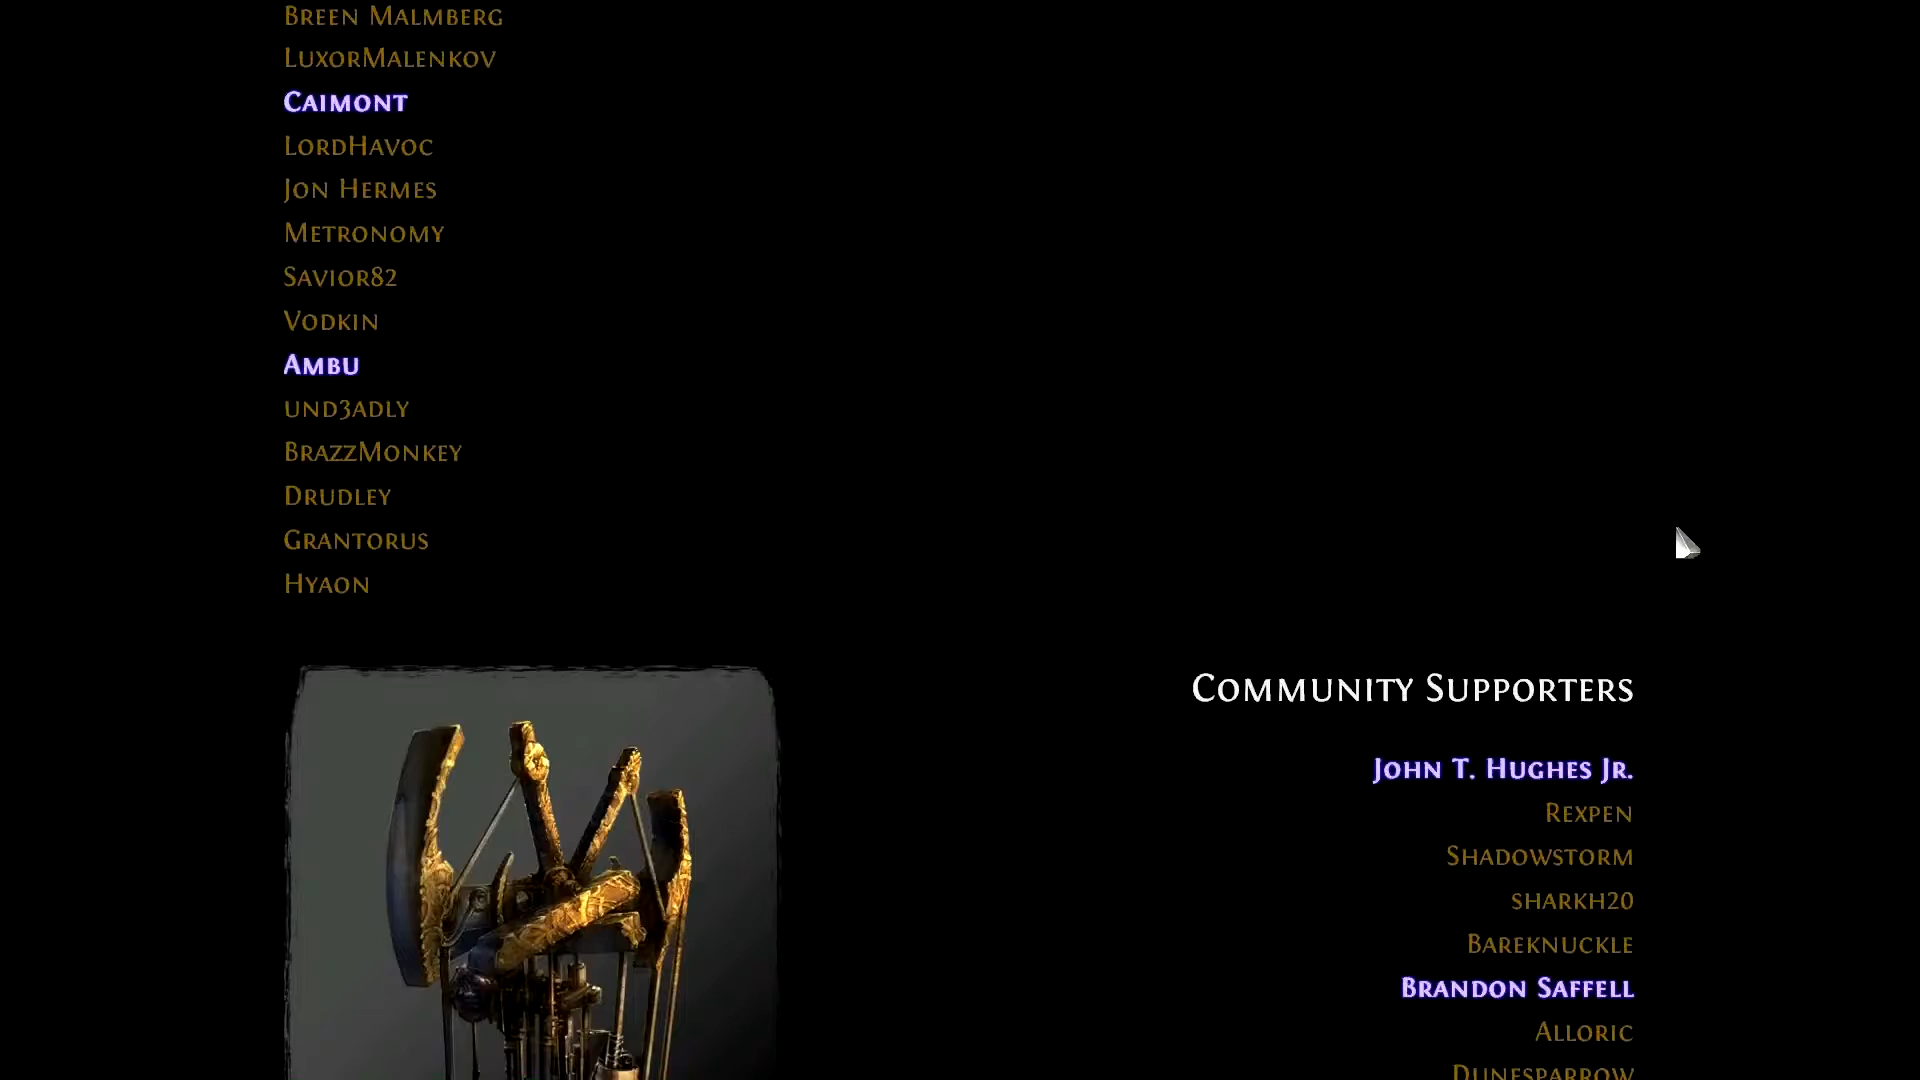 Breen Malmberg
LuxorMalenkov
Caimont
LordHavoc
Jon Hermes
Metronomy
Savior82
Vodkin
Ambu
und3adly
BrazzMonkey
Drudley
Grantorus
Hyaon
Community Supporters
John T. Hughes Jr.
Rexpen
Shadowstorm
sharkh20
Bareknuckle
Brandon Saffell
Alloric
Dunesparrow